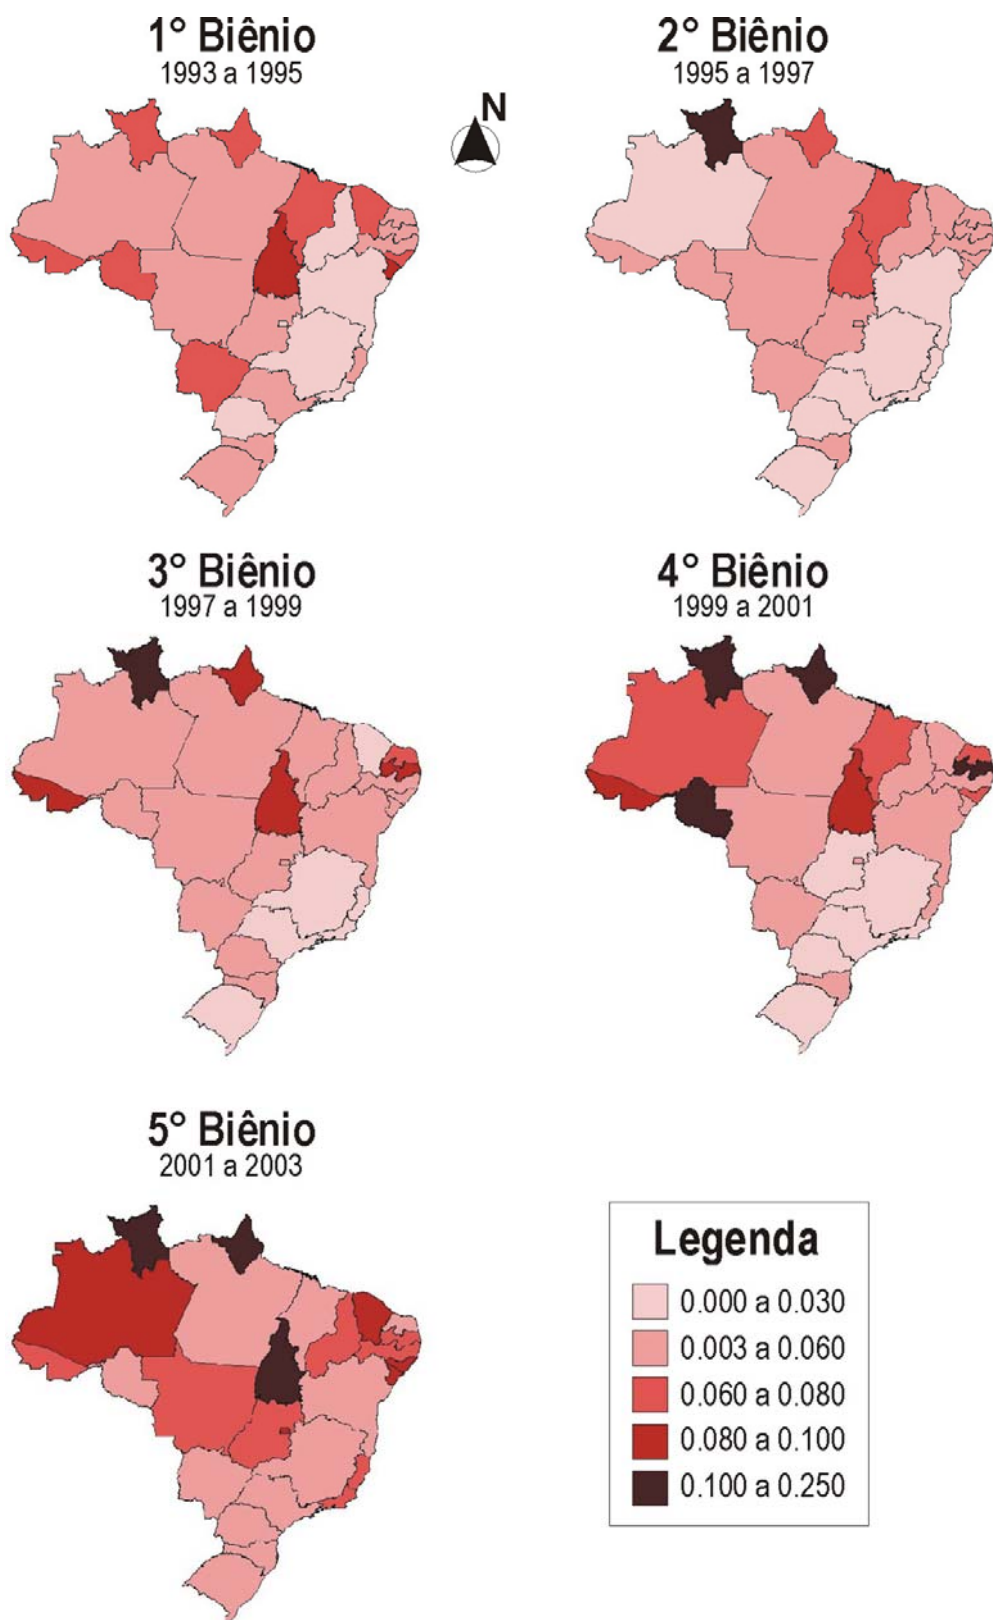 1° Biênio
1993 a 1995
N
2° Biênio
1995 a 1997
3° Biênio
1997 a 1999
4° Biênio
1999 a 2001
5° Biênio
2001 a 2003
Legenda
0.000 a 0.030
0.003 a 0.060
0.060 a 0.080
0.080 a 0.100
0.100 a 0.250